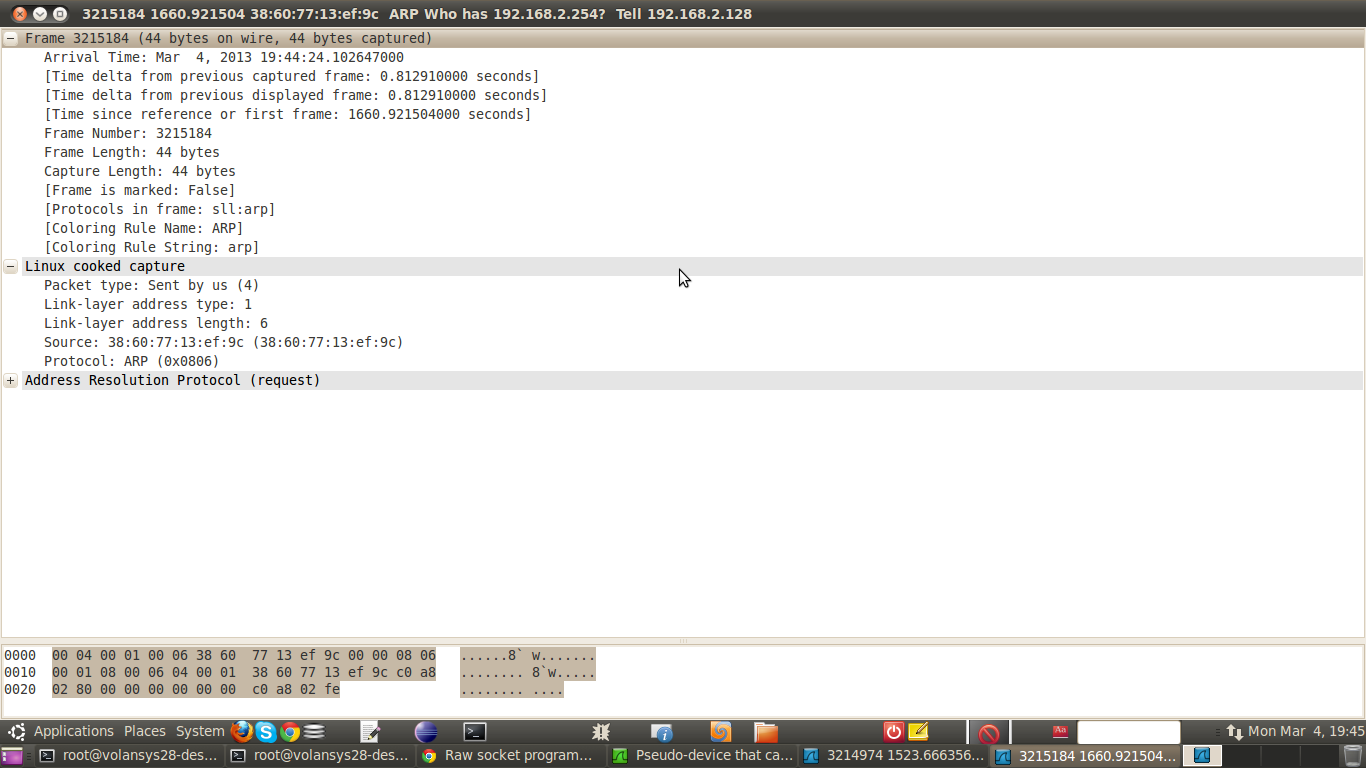 3215184 1660.921504 38:60:77:13:ef:9c  ARP Who has 192.168.2.254?  Tell 192.168.2.128
Frame 3215184 (44 bytes on wire, 44 bytes captured)
Arrival Time: Mar  4, 2013 19:44:24.102647000
[Time delta from previous captured frame: 0.812910000 seconds]
[Time delta from previous displayed frame: 0.812910000 seconds]
[Time since reference or first frame: 1660.921504000 seconds]
Frame Number: 3215184
Frame Length: 44 bytes
Capture Length: 44 bytes
[Frame is marked: False]
[Protocols in frame: sll:arp]
[Coloring Rule Name: ARP]
[Coloring Rule String: arp]
Linux cooked capture
Packet type: Sent by us (4)
Link-layer address type: 1
Link-layer address length: 6
Source: 38:60:77:13:ef:9c (38:60:77:13:ef:9c)
Protocol: ARP (0x0806)
Address Resolution Protocol (request)
0000  00 04 00 01 00 06 38 60  77 13 ef 9c 00 00 08 06   ......8` w.......
0010  00 01 08 00 06 04 00 01  38 60 77 13 ef 9c c0 a8   ........ 8`w.....
0020  02 80 00 00 00 00 00 00  c0 a8 02 fe   ........ ....
Applications Places System Aa Mon Mar  4, 19:45
root@volansys28-des... root@volansys28-des... Raw socket program... Pseudo-device that ca... 3214974 1523.666356... 3215184 1660.921504...